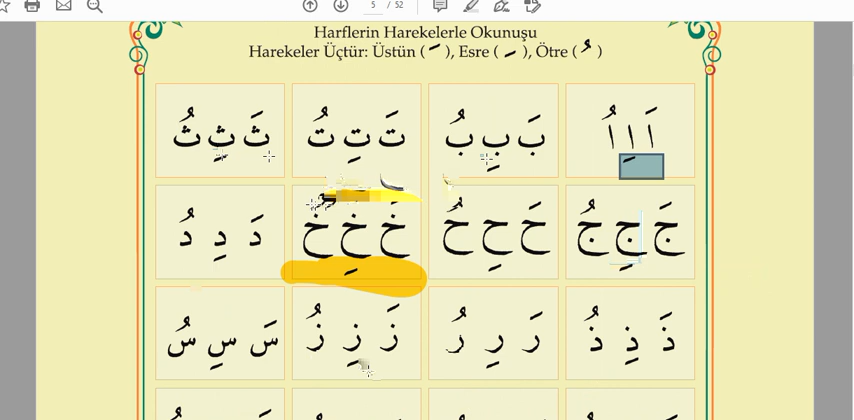 5 / 52
Harflerin Harekelerle Okunuşu
Harekeler Üçtür: Üstün ( َ ), Esre ( ِ ), Ötre ( ُ )
اَ اِ اُ
بَ بِ بُ
تَ تِ تُ
ثَ ثِ ثُ
جَ جِ جُ
حَ حِ حُ
خَ خِ خُ
دَ دِ دُ
ذَ ذِ ذُ
رَ رِ رُ
زَ زِ زُ
سَ سِ سُ